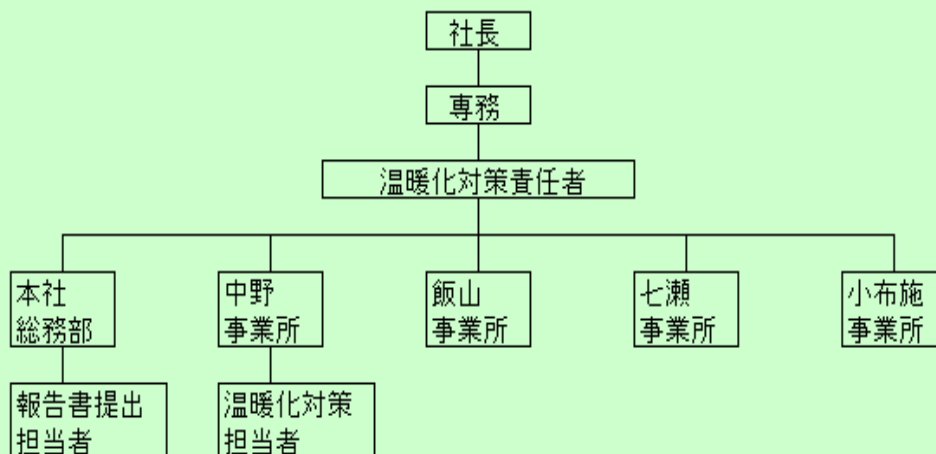 社長
専務
温暖化対策責任者
本社
総務部
中野
事業所
飯山
事業所
七瀬
事業所
小布施
事業所
報告書提出
担当者
温暖化対策
担当者